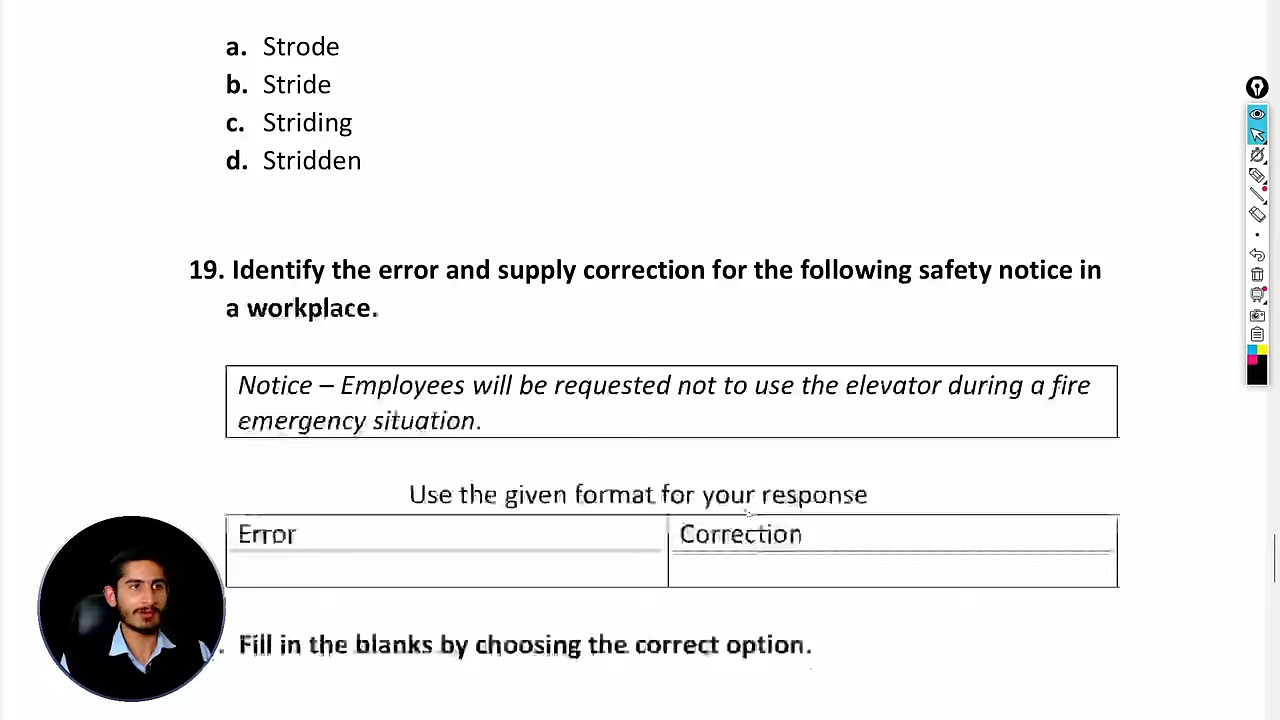 a. Strode
b. Stride
c. Striding
d. Stridden
19. Identify the error and supply correction for the following safety notice in
a workplace.
Notice – Employees will be requested not to use the elevator during a fire
emergency situation.
Use the given format for your response
Error
Correction
. Fill in the blanks by choosing the correct option.